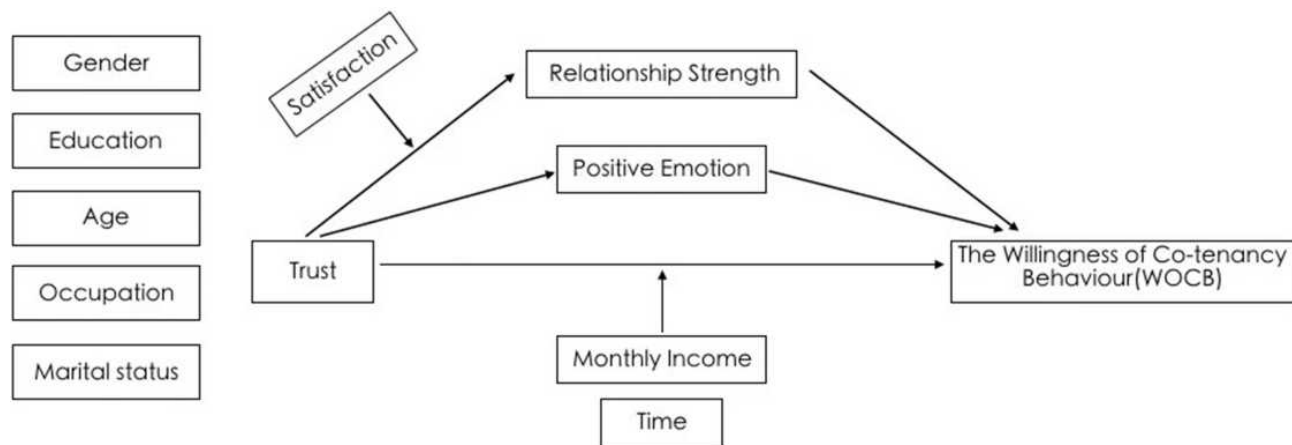 Gender
Education
Age
Occupation
Marital status
Satisfaction
Relationship Strength
Positive Emotion
Trust
The Willingness of Co-tenancy
Behaviour(WOCB)
Monthly Income
Time